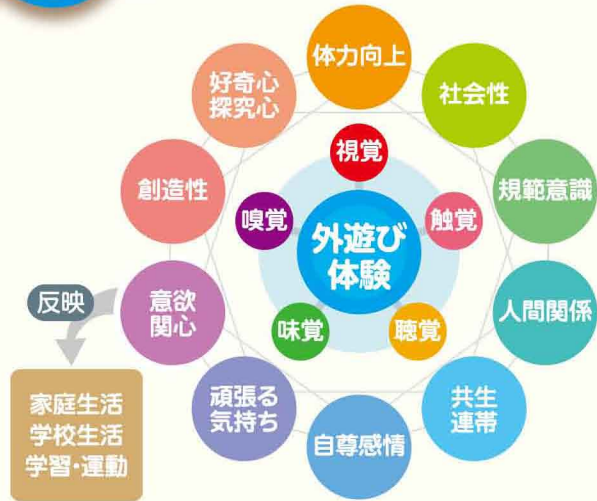 体力向上
好奇心
探究心
社会性
視覚
創造性
嗅覚
触覚
規範意識
外遊び
体験
反映
意欲
関心
味覚
聴覚
人間関係
頑張る
気持ち
共生
連帯
自尊感情
家庭生活
学校生活
学習・運動